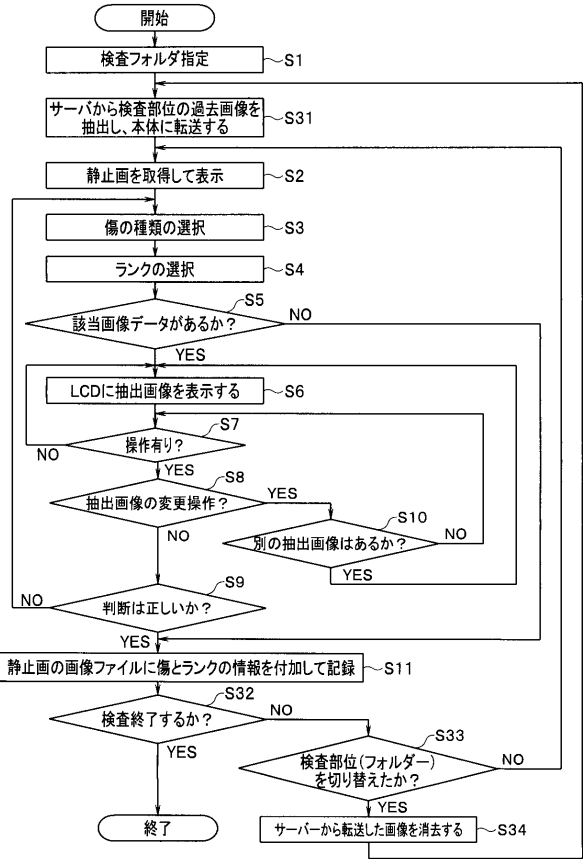 開始
検査フォルダ指定
S1
サーバから検査部位の過去画像を
抽出し、本体に転送する
S31
静止画を取得して表示
S2
傷の種類の選択
S3
ランクの選択
S4
S5
該当画像データがあるか？
NO
YES
LCDに抽出画像を表示する
S6
S7
操作有り？
NO
YES
S8
抽出画像の変更操作？
YES
NO
S10
別の抽出画像はあるか？
NO
YES
S9
判断は正しいか？
NO
YES
静止画の画像ファイルに傷とランクの情報を付加して記録
S11
S32
検査終了するか？
NO
YES
S33
検査部位(フォルダー)
を切り替えたか？
NO
YES
サーバーから転送した画像を消去する
S34
終了